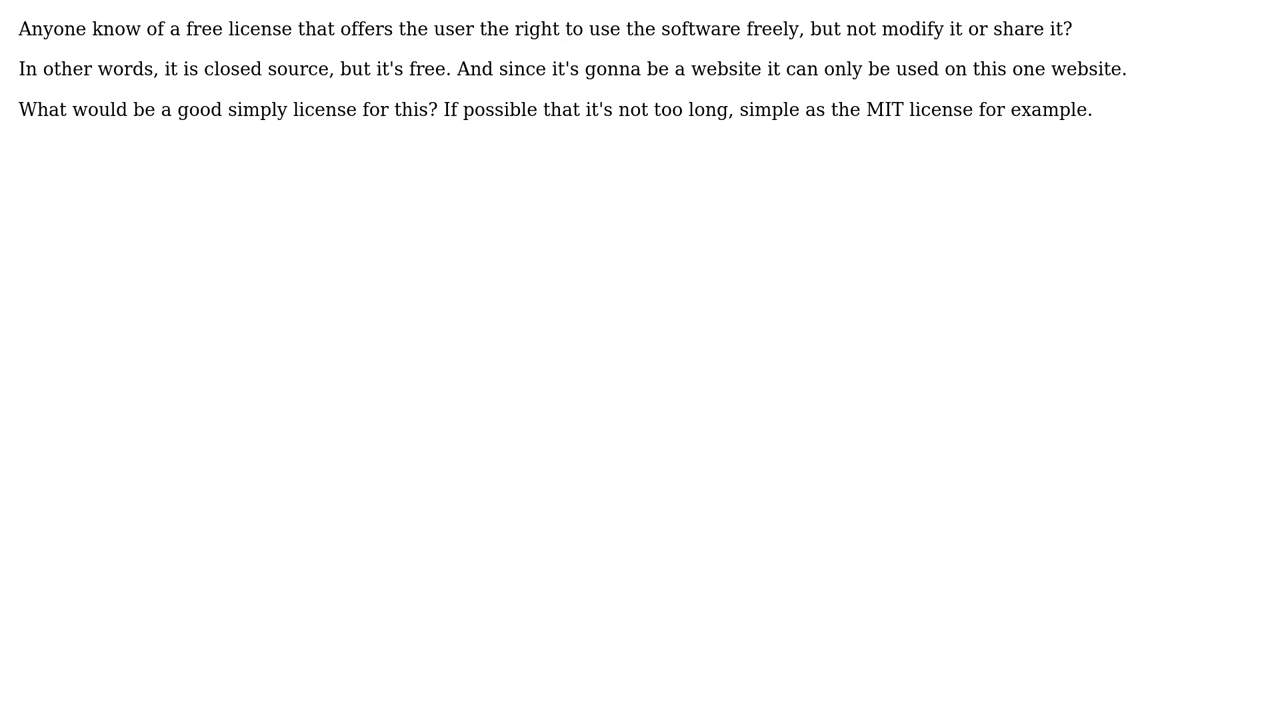 Anyone know of a free license that offers the user the right to use the software freely, but not modify it or share it?
In other words, it is closed source, but it's free. And since it's gonna be a website it can only be used on this one website.
What would be a good simply license for this? If possible that it's not too long, simple as the MIT license for example.